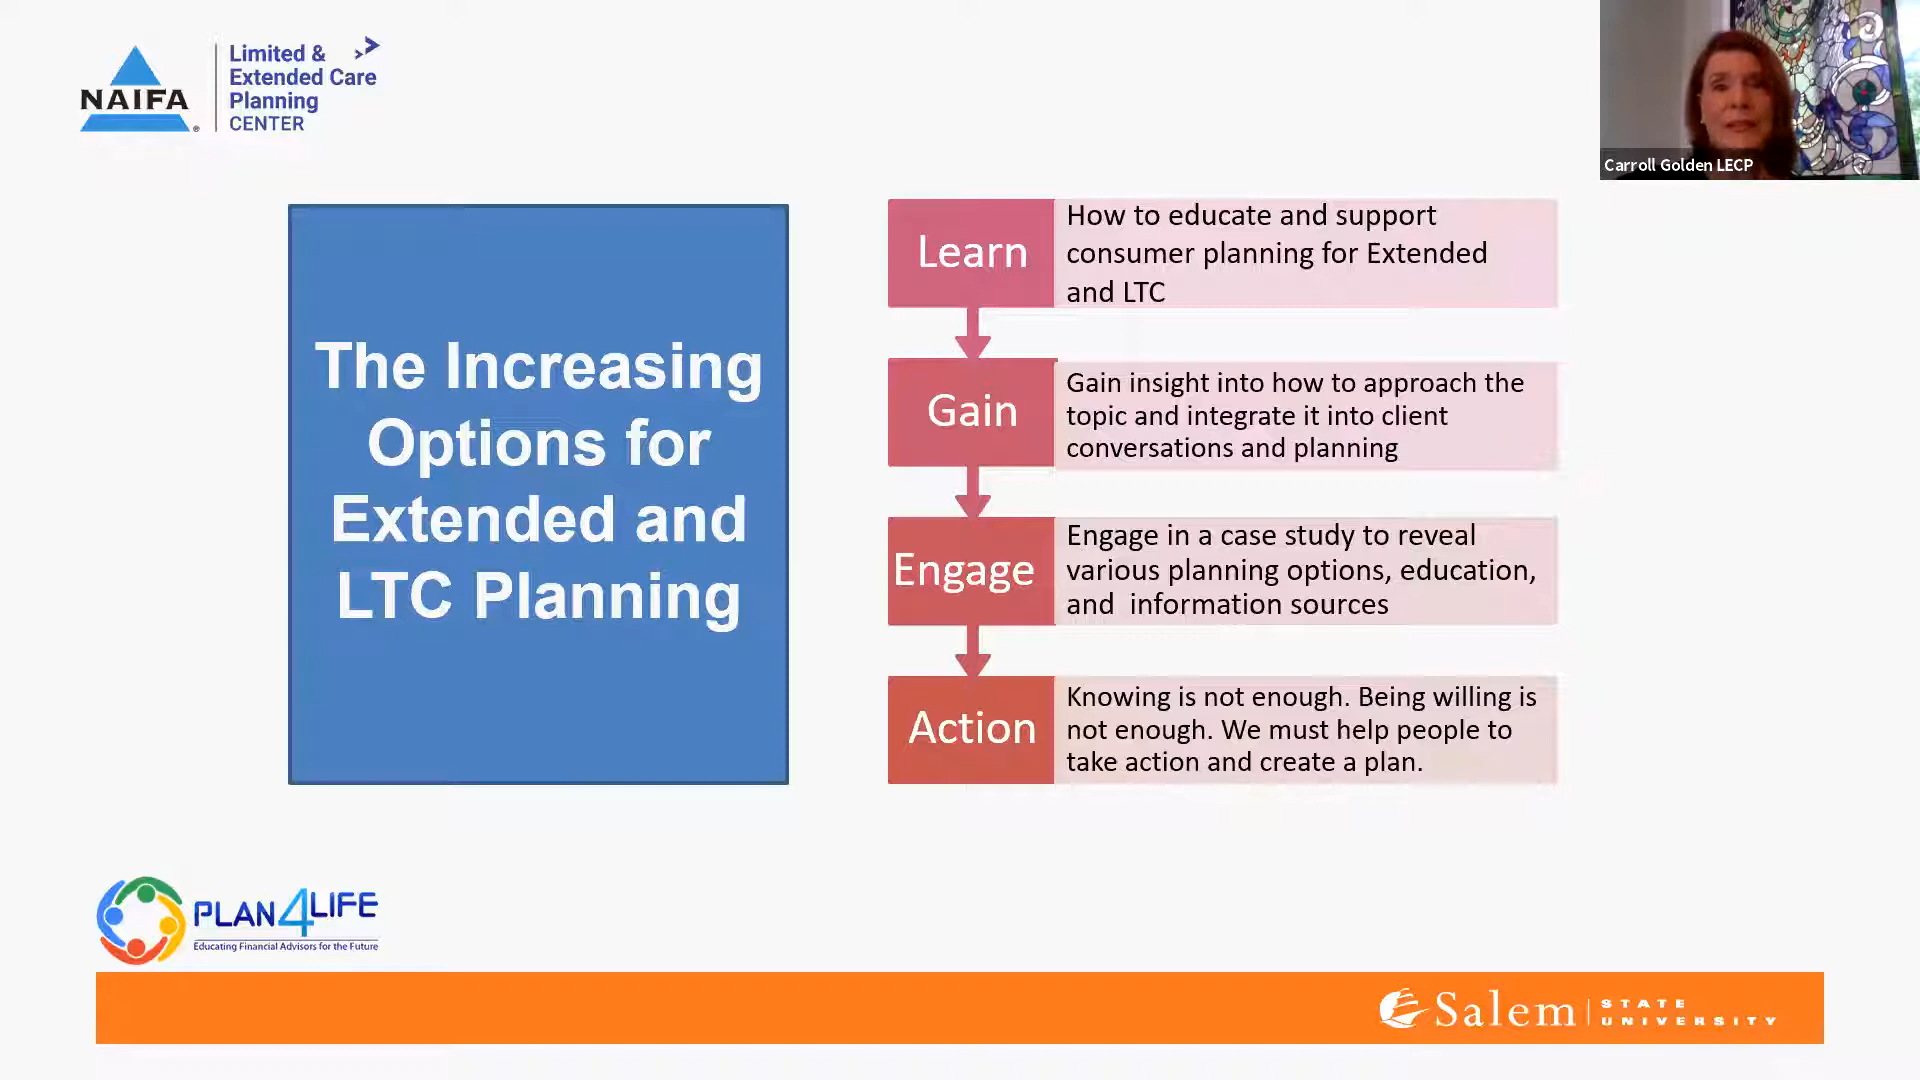 NAIFA
Limited &
Extended Care
Planning
CENTER
Carroll Golden LECP
The Increasing
Options for
Extended and
LTC Planning
Learn
How to educate and support
consumer planning for Extended
and LTC
Gain
Gain insight into how to approach the
topic and integrate it into client
conversations and planning
Engage
Engage in a case study to reveal
various planning options, education,
and  information sources
Action
Knowing is not enough. Being willing is
not enough. We must help people to
take action and create a plan.
PLAN4LIFE
Educating Financial Advisors for the Future
Salem
STATE
UNIVERSITY